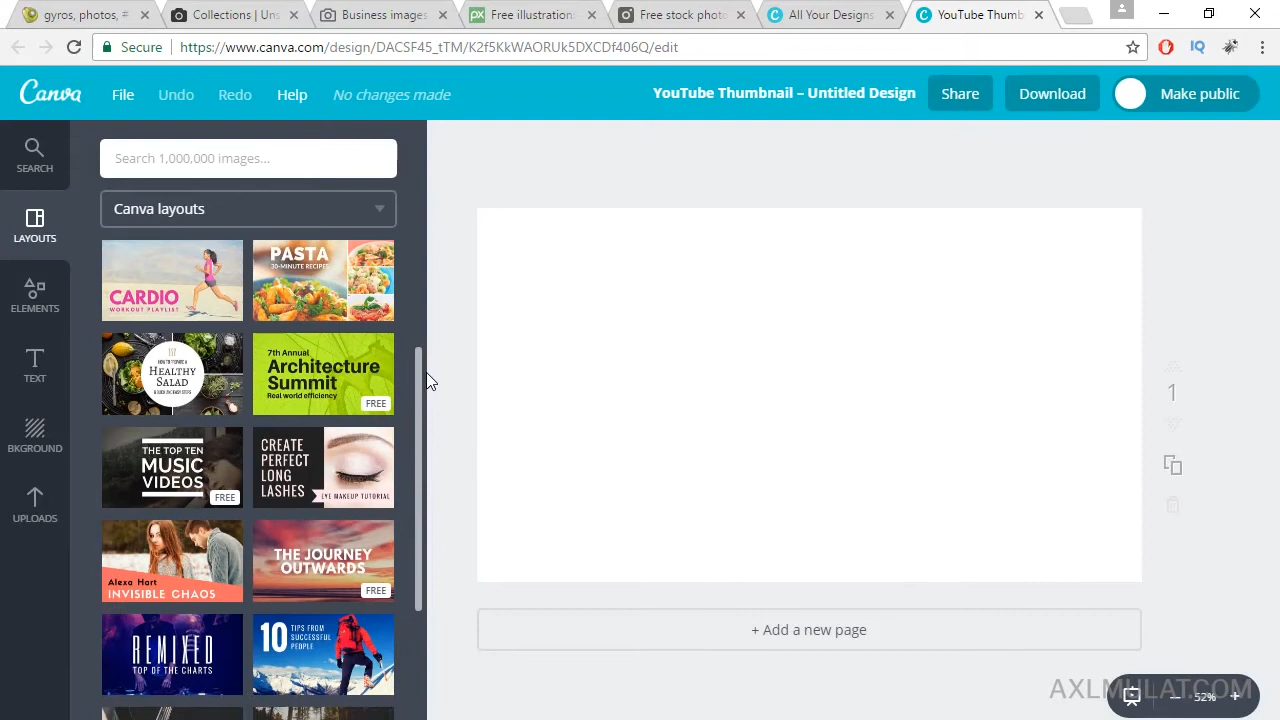 gyros, photos, #
Collections | Uns
Business images
Free illustration:
Free stock phot
All Your Designs
YouTube Thumb
Secure
https://www.canva.com/design/DACSF45_tTM/k2f5KkWAORUk5DXCDf406Q/edit
Canva
File
Undo
Redo
Help
No changes made
YouTube Thumbnail – Untitled Design
Share
Download
Make public
SEARCH
LAYOUTS
ELEMENTS
TEXT
BKGROUND
UPLOADS
Search 1,000,000 images...
Canva layouts
CARDIO
WORKOUT PLAYLIST
PASTA
30-MINUTE RECIPES
HOW TO PREPARE A
HEALTHY
SALAD
7th Annual
Architecture
Summit
Real world efficiency
FREE
THE TOP TEN
MUSIC
VIDEOS
FREE
CREATE
PERFECT
LONG
LASHES
EYE MAKEUP TUTORIAL
Alexa Hart
INVISIBLE CHAOS
THE JOURNEY
OUTWARDS
FREE
REMIXED
TOP OF THE CHARTS
10 TIPS FROM
SUCCESSFUL
PEOPLE
1
+ Add a new page
AXLMULAT.COM
52%